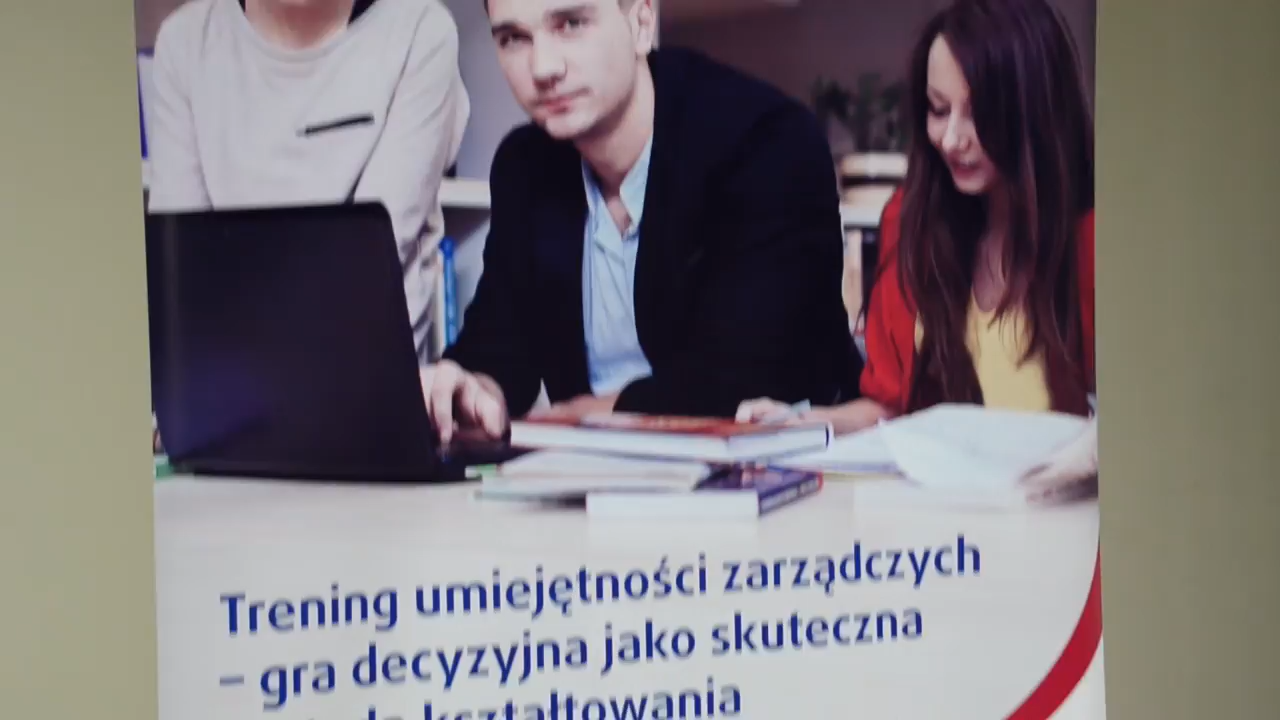 Trening umiejętności zarządczych
– gra decyzyjna jako skuteczna
kształtowania